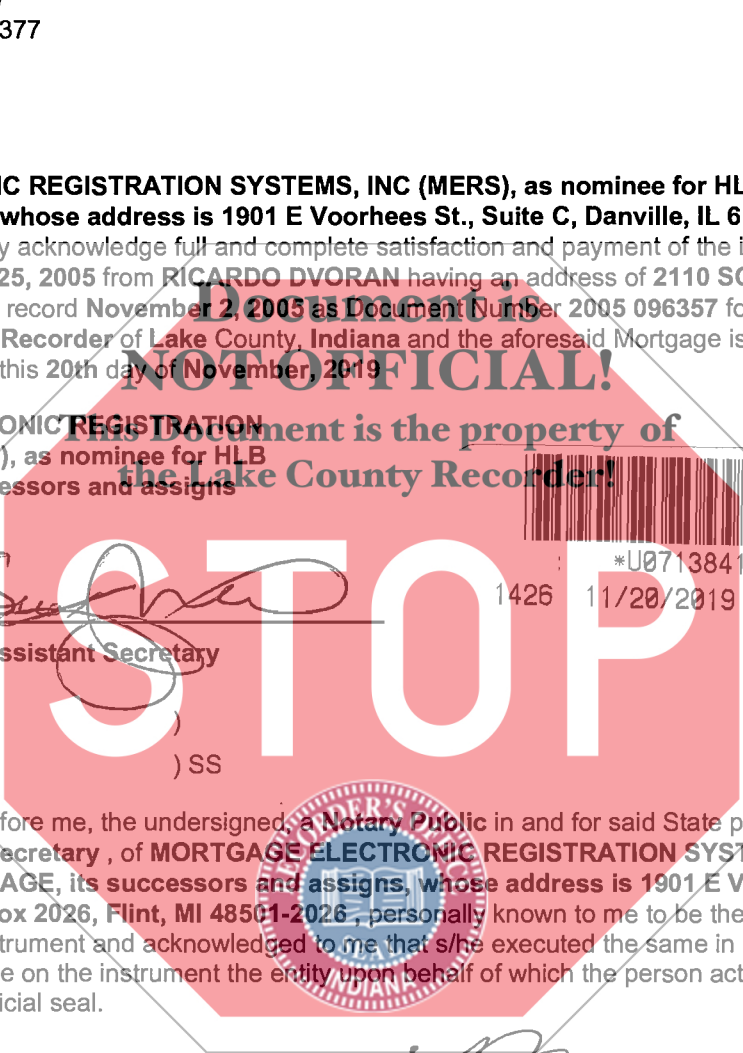 377
IC REGISTRATION SYSTEMS, INC (MERS), as nominee for HL
whose address is 1901 E Voorhees St., Suite C, Danville, IL 6
y acknowledge full and complete satisfaction and payment of the i
25, 2005 from RICARDO DVORAN having an address of 2110 SC
Document is
record November 2, 2005 as Document Number 2005 096357 fo
Recorder of Lake County, Indiana and the aforesaid Mortgage is
NOT OFFICIAL!
this 20th day of November, 2019
This Document is the property of
ONIC REGISTRATION
), as nominee for HLB
the Lake County Recorder!
essors and assigns
STOP
*U0713841
1426 11/20/2019
ssistant Secretary
)
) SS
fore me, the undersigned, a Notary Public in and for said State p
ecretary , of MORTGAGE ELECTRONIC REGISTRATION SYST
AGE, its successors and assigns, whose address is 1901 E V
ox 2026, Flint, MI 48501-2026 , personally known to me to be the
trument and acknowledged to me that s/he executed the same in
e on the instrument the entity upon behalf of which the person act
icial seal.
SEAL
INDIANA